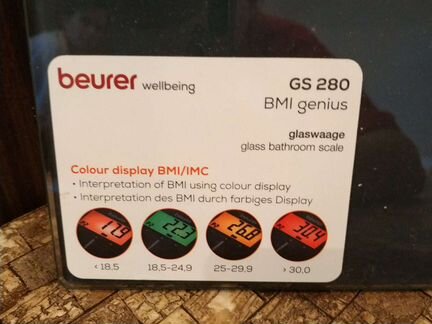 beurer wellbeing
GS 280
BMI genius
glaswaage
glass bathroom scale
Colour display BMI/IMC
• Interpretation of BMI using colour display
• Interpretation des BMI durch farbiges Display
17,9 22,3 26,8 30,4
< 18,5 18,5-24,9 25-29,9 > 30,0